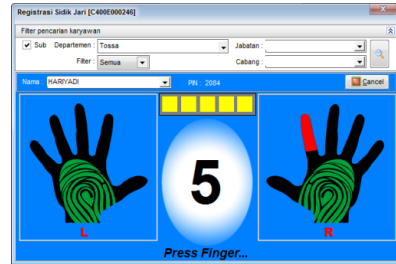 Registrasi Sidik Jari [C400E000246]
Filter pencarian karyawan
Sub Departemen : Tossa Jabatan :
Filter : Semua Cabang :
Nama : HARIYADI PIN : 2084 Cancel
5
L R
Press Finger...